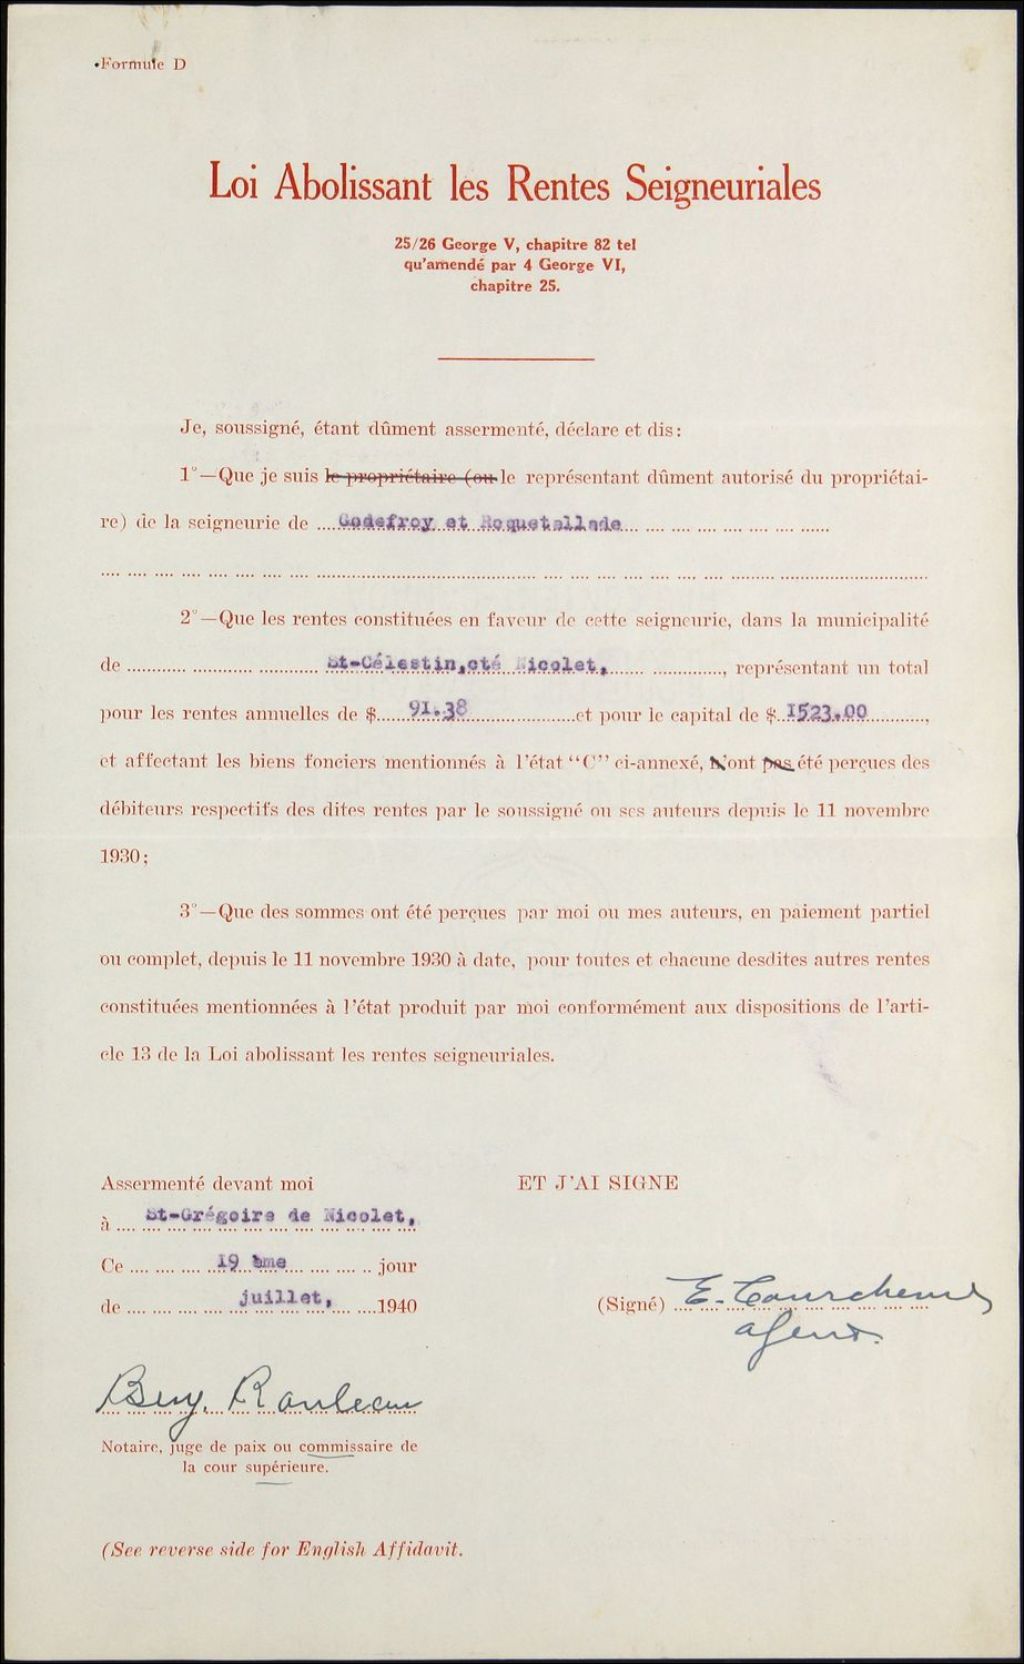 Formule D
Loi Abolissant les Rentes Seigneuriales
25/26 George V, chapitre 82 tel
qu'amendé par 4 George VI,
chapitre 25.
Je, soussigné, étant dûment assermenté, déclare et dis:
1°—Que je suis le propriétaire (ou le représentant dûment autorisé du propriétai-
re) de la seigneurie de Godefroy et Roquetaillade
2°—Que les rentes constituées en faveur de cette seigneurie, dans la municipalité
de St-Célestin, cté Nicolet, , représentant un total
pour les rentes annuelles de $ 91.38 et pour le capital de $ 1523.00 ,
et affectant les biens fonciers mentionnés à l'état "C" ci-annexé, N'ont pas été perçues des
débiteurs respectifs des dites rentes par le soussigné ou ses auteurs depuis le 11 novembre
1930;
3°—Que des sommes ont été perçues par moi ou mes auteurs, en paiement partiel
ou complet, depuis le 11 novembre 1930 à date, pour toutes et chacune desdites autres rentes
constituées mentionnées à l'état produit par moi conformément aux dispositions de l'arti-
cle 13 de la Loi abolissant les rentes seigneuriales.
Assermenté devant moi
à St-Grégoire de Nicolet,
Ce 19 ème jour
de juillet, 1940
ET J'AI SIGNE
(Signé) E. Courchesne
agent.
Benj. Rouleau
Notaire, juge de paix ou commissaire de
la cour supérieure.
(See reverse side for English Affidavit.